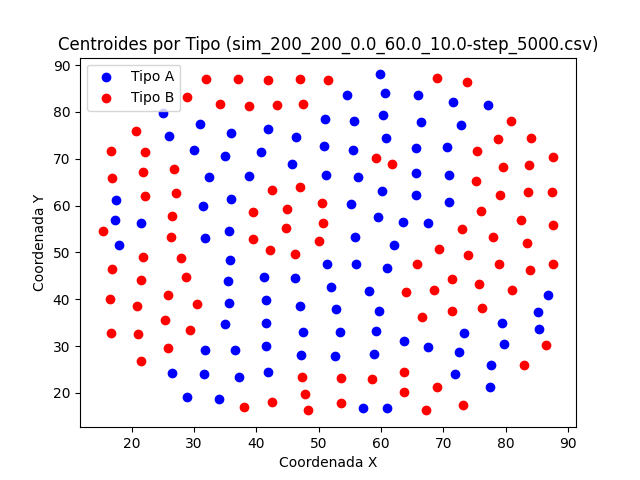 Centroides por Tipo (sim_200_200_0.0_60.0_10.0-step_5000.csv)
Tipo A
Tipo B
90
80
70
60
50
40
30
20
Coordenada Y
20 30 40 50 60 70 80 90
Coordenada X